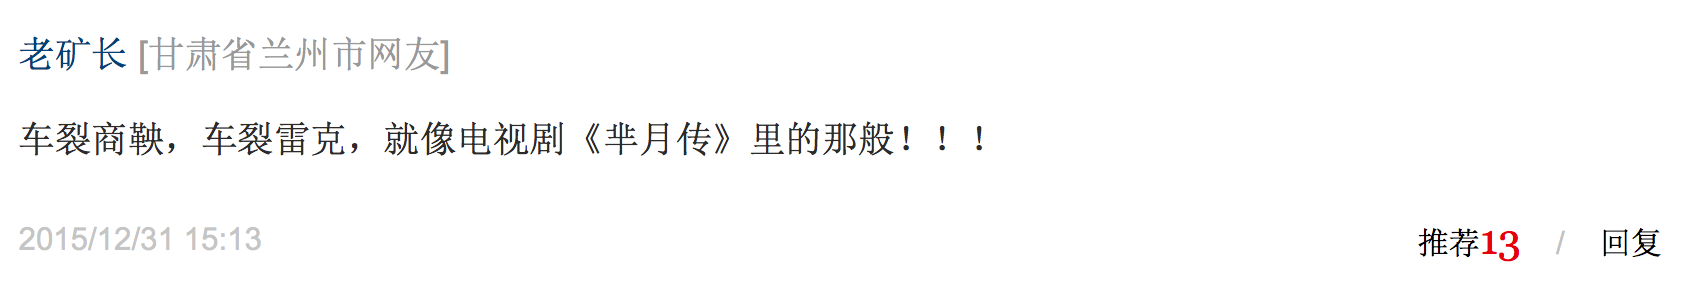 老矿长 [甘肃省兰州市网友]
车裂商鞅，车裂雷克，就像电视剧《芈月传》里的那般！！！
2015/12/31 15:13 推荐13 / 回复